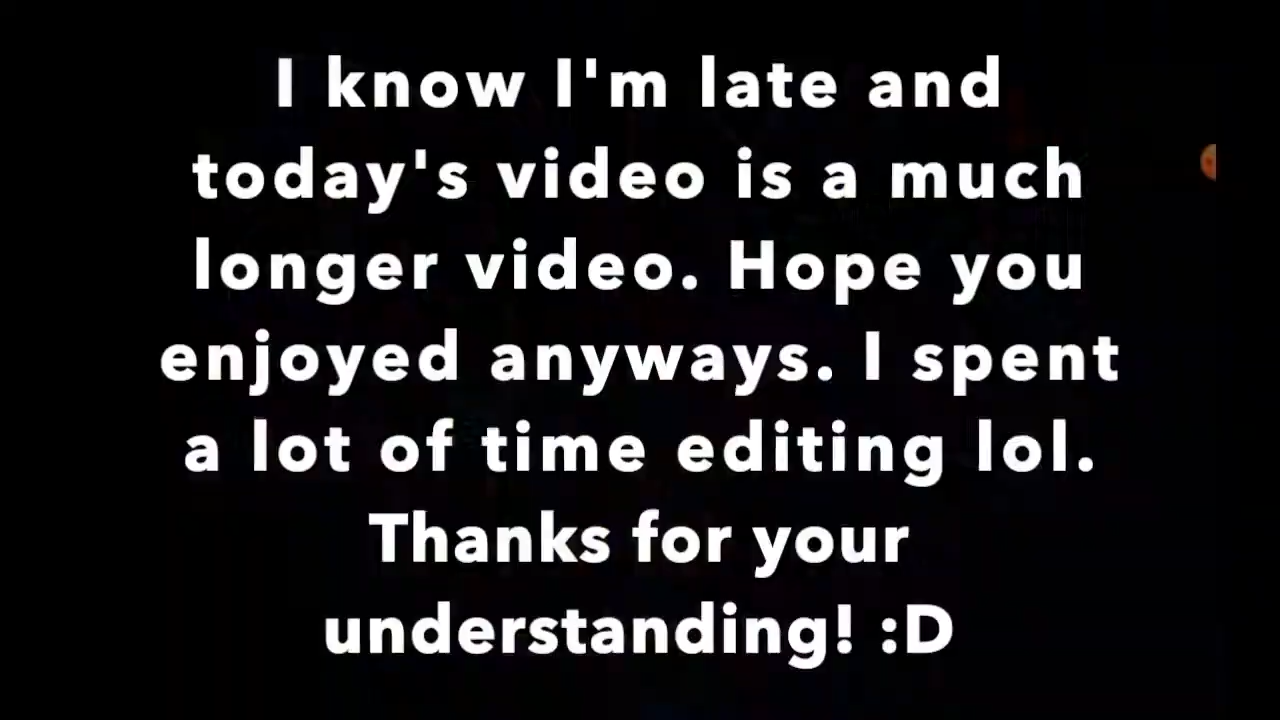 I know I'm late and
today's video is a much
longer video. Hope you
enjoyed anyways. I spent
a lot of time editing lol.
Thanks for your
understanding! :D